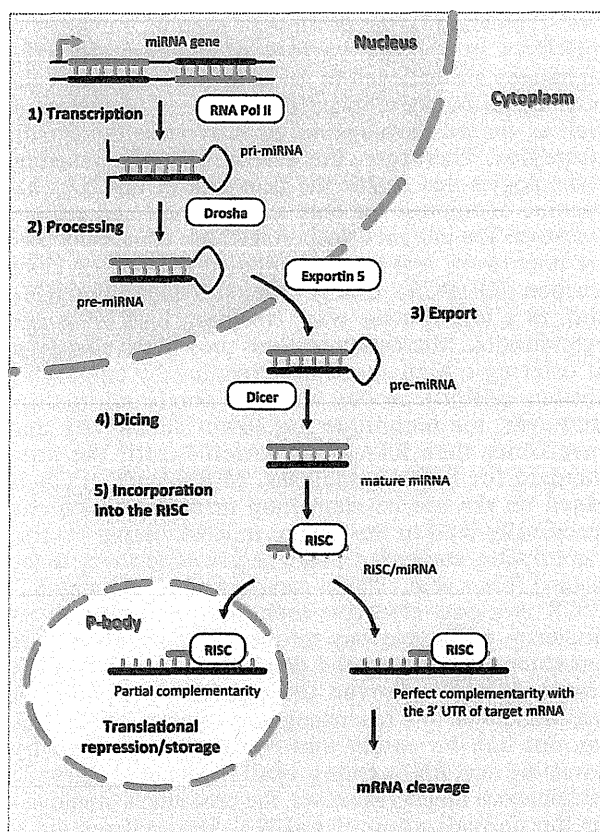 miRNA gene
Nucleus
Cytoplasm
1) Transcription
RNA Pol II
pri-miRNA
Drosha
2) Processing
pre-miRNA
Exportin 5
3) Export
pre-miRNA
Dicer
4) Dicing
mature miRNA
5) Incorporation
into the RISC
RISC
RISC/miRNA
P-body
RISC
Partial complementarity
Translational
repression/storage
RISC
Perfect complementarity with
the 3' UTR of target mRNA
mRNA cleavage